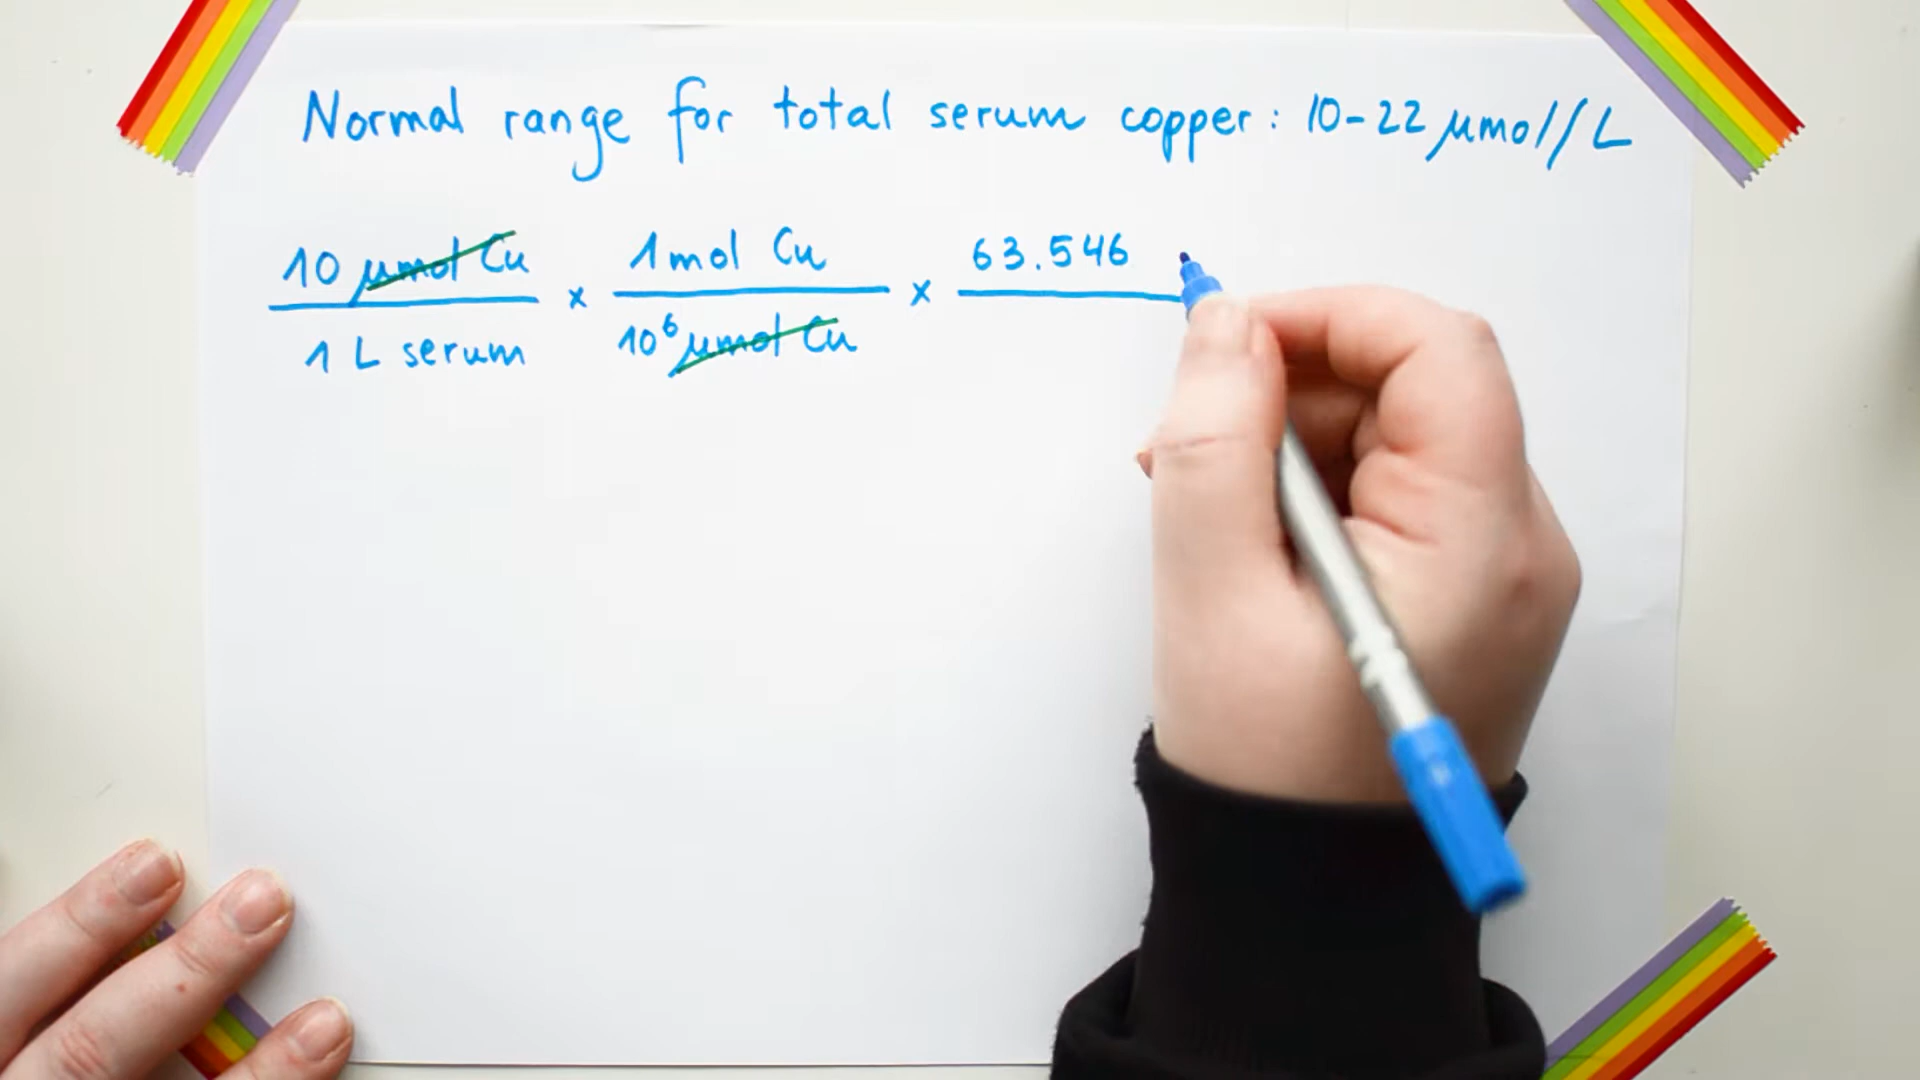 Normal range for total serum copper: 10-22 µmol/L
10 µmol Cu / 1 L serum × 1 mol Cu / 10⁶ µmol Cu × 63.546